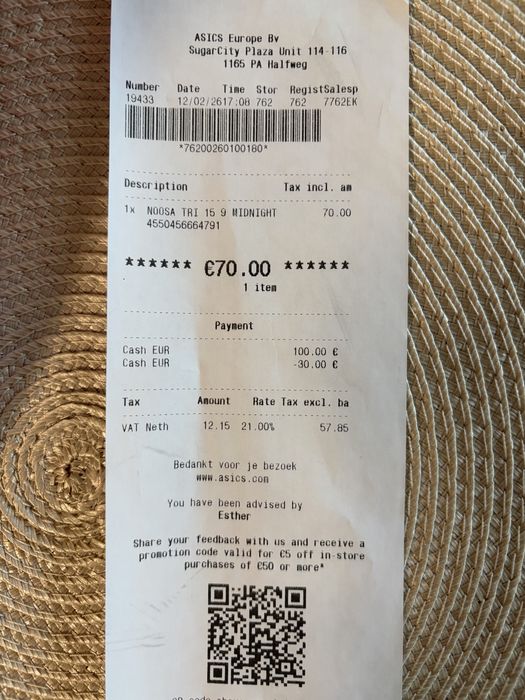 ASICS Europe Bv
SugarCity Plaza Unit 114-116
1165 PA Halfweg
Number Date Time Stor RegistSalesp
19433 12/02/2617:08 762 762 7762EK
*76200260100180*
Description Tax incl. am
1x NOOSA TRI 15 9 MIDNIGHT 70.00
4550456664791
****** €70.00 ******
1 item
Payment
Cash EUR 100.00 €
Cash EUR -30.00 €
Tax Amount Rate Tax excl. ba
VAT Neth 12.15 21.00% 57.85
Bedankt voor je bezoek
www.asics.com
You have been advised by
Esther
Share your feedback with us and receive a
promotion code valid for €5 off in-store
purchases of €50 or more*